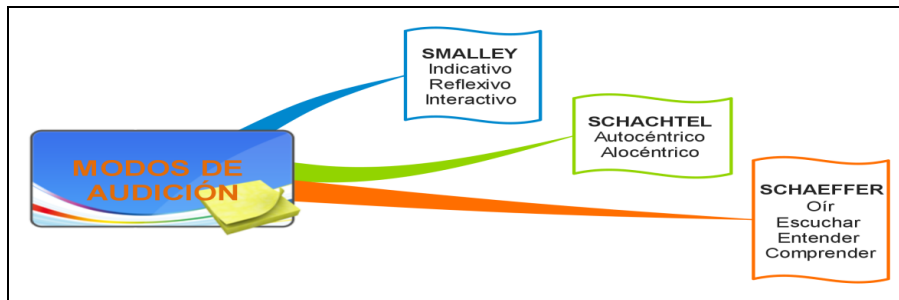 MODOS DE
AUDICIÓN
SMALLEY
Indicativo
Reflexivo
Interactivo
SCHACHTEL
Autocéntrico
Alocéntrico
SCHAEFFER
Oír
Escuchar
Entender
Comprender